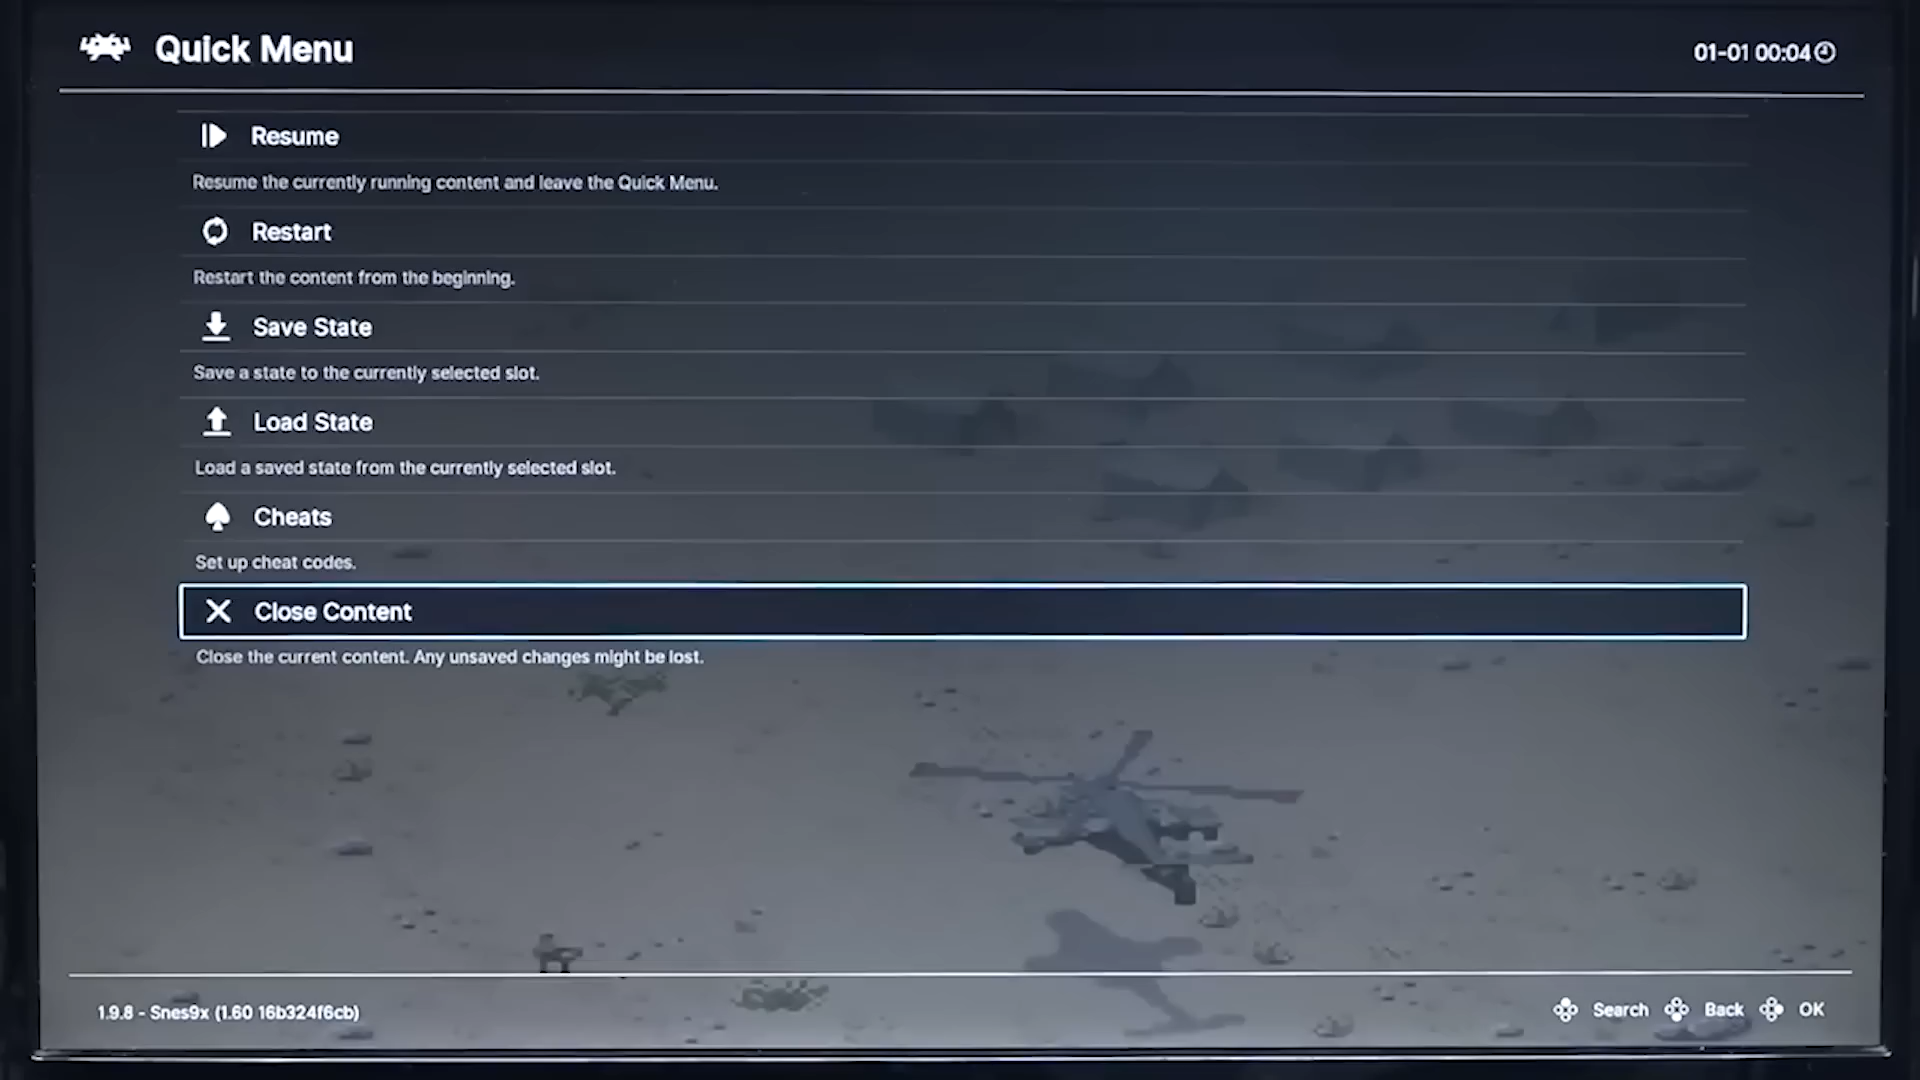 Quick Menu
01-01 00:04
Resume
Resume the currently running content and leave the Quick Menu.
Restart
Restart the content from the beginning.
Save State
Save a state to the currently selected slot.
Load State
Load a saved state from the currently selected slot.
Cheats
Set up cheat codes.
Close Content
Close the current content. Any unsaved changes might be lost.
1.9.8 - Snes9x (1.60 16b324f6cb)
Search Back OK